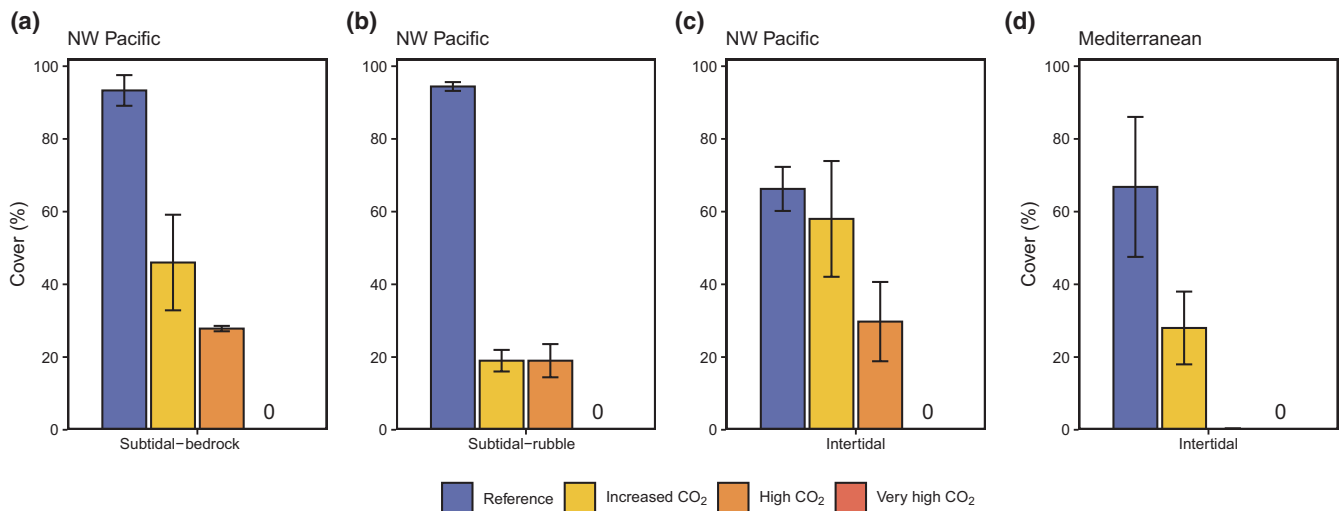 (a)
NW Pacific
100
80
60
40
20
0
Cover (%)
0
Subtidal−bedrock
(b)
NW Pacific
100
80
60
40
20
0
0
Subtidal−rubble
(c)
NW Pacific
100
80
60
40
20
0
0
Intertidal
(d)
Mediterranean
100
80
60
40
20
0
Cover (%)
0
Intertidal
Reference Increased CO₂ High CO₂ Very high CO₂